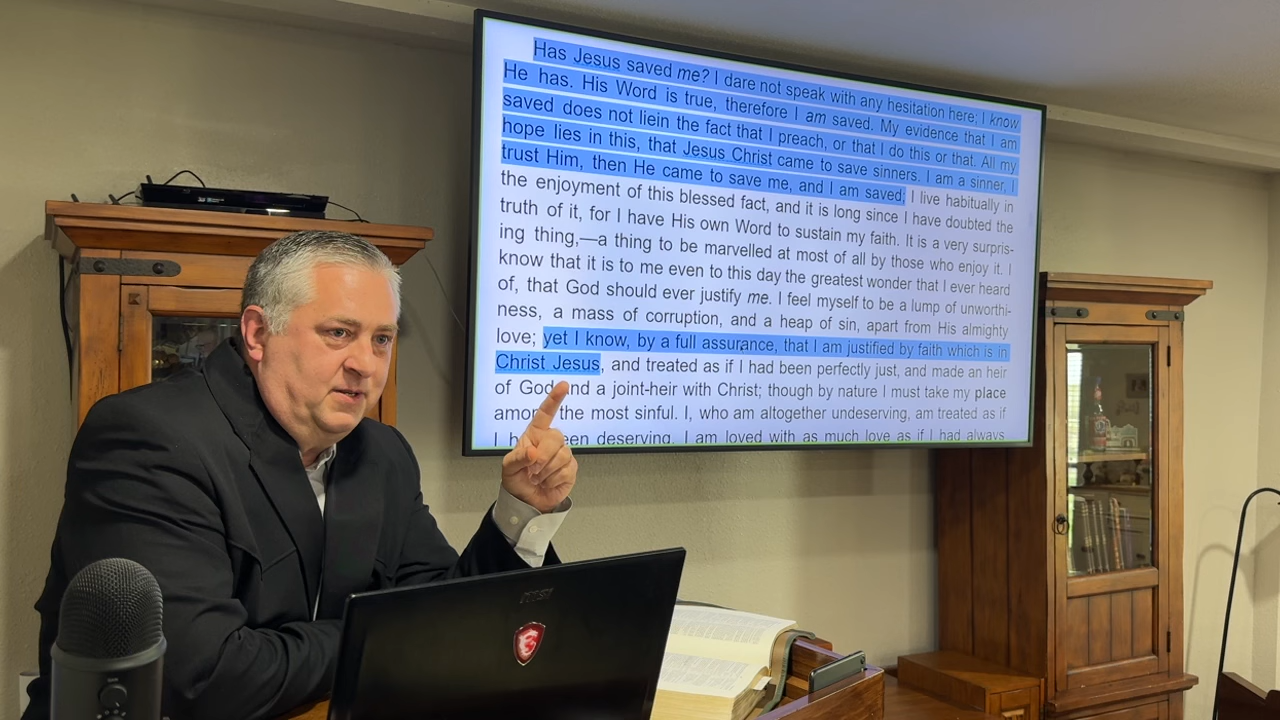 Has Jesus saved me? I dare not speak with any hesitation here; I know
He has. His Word is true, therefore I am saved. My evidence that I am
saved does not liein the fact that I preach, or that I do this or that. All my
hope lies in this, that Jesus Christ came to save sinners. I am a sinner, I
trust Him, then He came to save me, and I am saved; I live habitually in
the enjoyment of this blessed fact, and it is long since I have doubted the
truth of it, for I have His own Word to sustain my faith. It is a very surpris-
ing thing,—a thing to be marvelled at most of all by those who enjoy it. I
know that it is to me even to this day the greatest wonder that I ever heard
of, that God should ever justify me. I feel myself to be a lump of unworthi-
ness, a mass of corruption, and a heap of sin, apart from His almighty
love; yet I know, by a full assurance, that I am justified by faith which is in
Christ Jesus, and treated as if I had been perfectly just, and made an heir
of God and a joint-heir with Christ; though by nature I must take my place
the most sinful. I, who am altogether undeserving, am treated as if
I deserving. I am loved with as much love as if I had always
msi